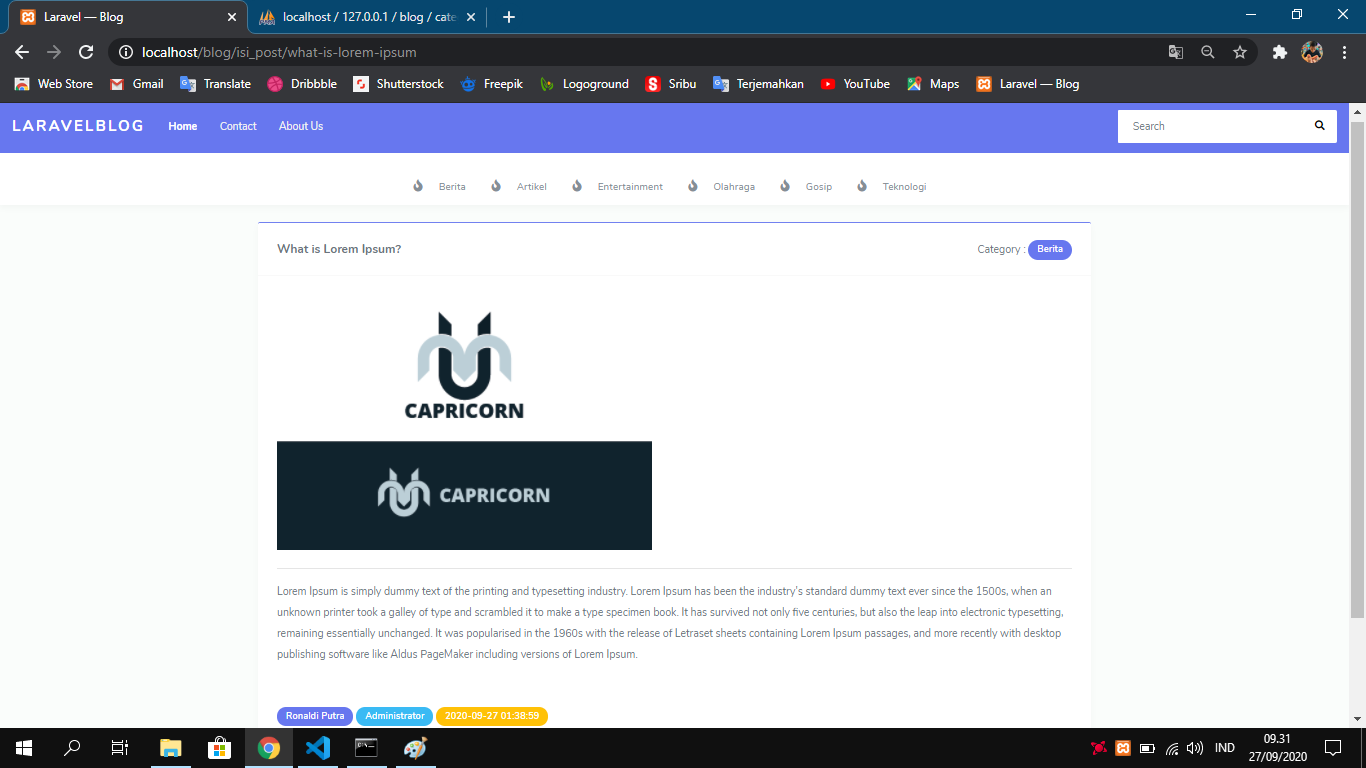 Laravel — Blog
localhost / 127.0.0.1 / blog / cate
localhost/blog/isi_post/what-is-lorem-ipsum
Web Store Gmail Translate Dribbble Shutterstock Freepik Logoground Sribu Terjemahkan YouTube Maps Laravel — Blog
LARAVELBLOG Home Contact About Us Search
Berita Artikel Entertainment Olahraga Gosip Teknologi
What is Lorem Ipsum? Category : Berita
CAPRICORN
CAPRICORN
Lorem Ipsum is simply dummy text of the printing and typesetting industry. Lorem Ipsum has been the industry's standard dummy text ever since the 1500s, when an
unknown printer took a galley of type and scrambled it to make a type specimen book. It has survived not only five centuries, but also the leap into electronic typesetting,
remaining essentially unchanged. It was popularised in the 1960s with the release of Letraset sheets containing Lorem Ipsum passages, and more recently with desktop
publishing software like Aldus PageMaker including versions of Lorem Ipsum.
Ronaldi Putra Administrator 2020-09-27 01:38:59
IND
09.31
27/09/2020